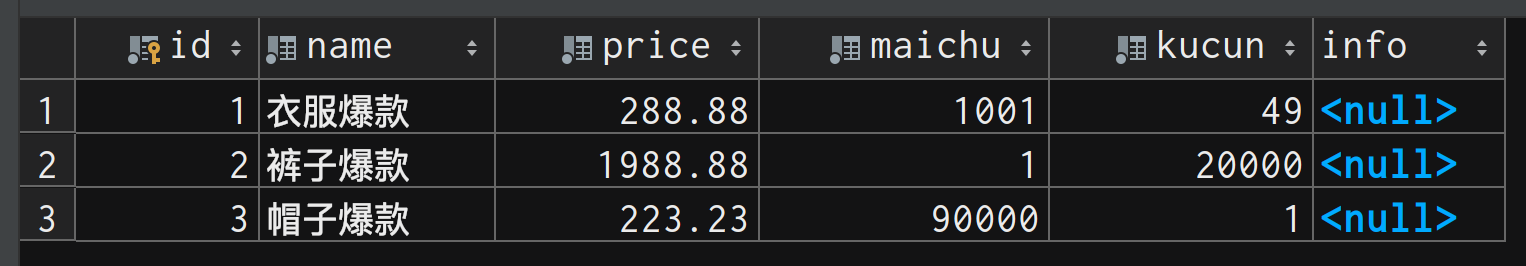 id name price maichu kucun info
1 1 衣服爆款 288.88 1001 49 <null>
2 2 裤子爆款 1988.88 1 20000 <null>
3 3 帽子爆款 223.23 90000 1 <null>